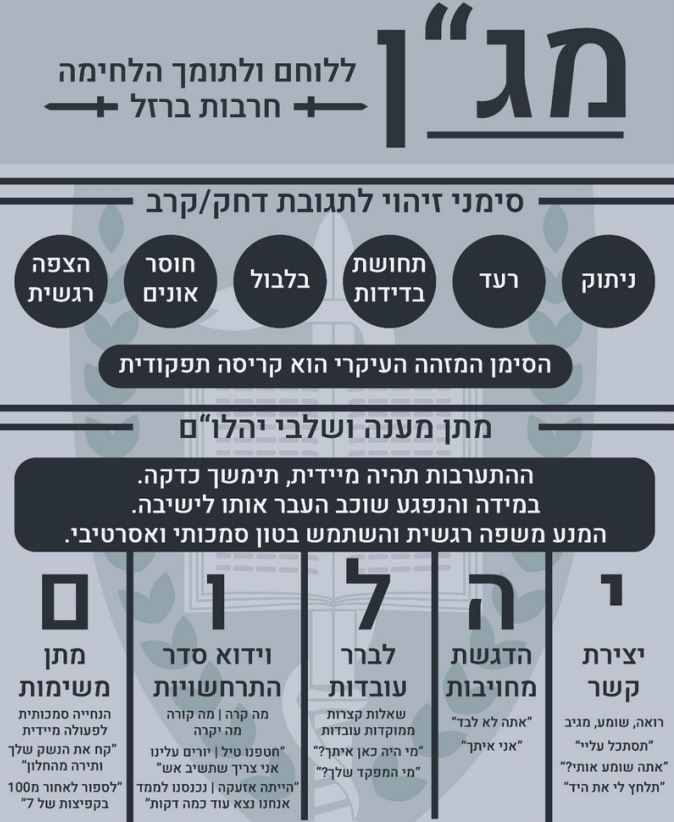 מג“ן
ללוחם ולתומך הלחימה
חרבות ברזל
סימני זיהוי לתגובת דחק/קרב
ניתוק
רעד
תחושת
בדידות
בלבול
חוסר
אונים
הצפה
רגשית
הסימן המזהה העיקרי הוא קריסה תפקודית
מתן מענה ושלבי יהלו“ם
ההתערבות תהיה מיידית, תימשך כדקה.
במידה והנפגע שוכב העבר אותו לישיבה.
המנע משפה רגשית והשתמש בטון סמכותי ואסרטיבי.
י
יצירת
קשר
רואה, שומע, מגיב
“תסתכל עליי“
“אתה שומע אותי?“
“תלחץ לי את היד“
ה
הדגשת
מחויבות
“אתה לא לבד“
“אני איתך“
ל
לברר
עובדות
שאלות קצרות
ממוקדות עובדות
“מי היה כאן איתך?“
“מי המפקד שלך?“
ו
וידוא סדר
התרחשויות
מה קרה | מה קורה
מה יקרה
“חטפנו טיל | יורים עלינו
אני צריך שתשיב אש“
“הייתה אזעקה | נכנסנו לממד
אנחנו נצא עוד כמה דקות“
ם
מתן
משימות
הנחייה סמכותית
לפעולה מיידית
“קח את הנשק שלך
ותירה מהחלון“
“לספור לאחור מ100
בקפיצות של 7“